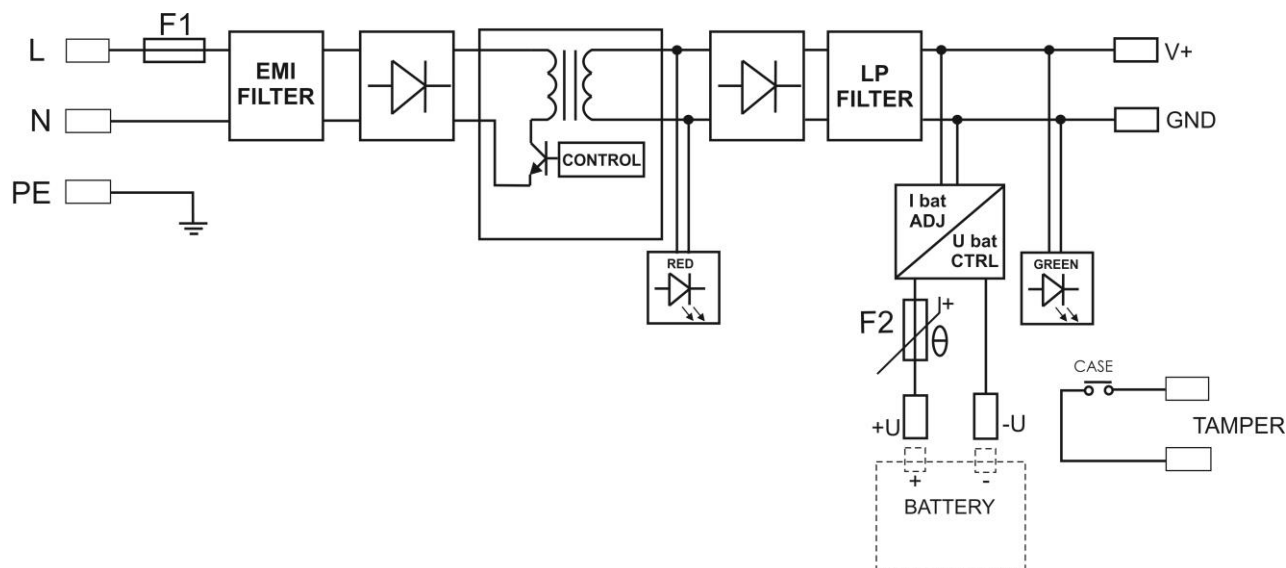 L
F1
EMI
FILTER
LP
FILTER
V+
N
GND
CONTROL
PE
I bat
ADJ
U bat
CTRL
RED
GREEN
F2
+
θ
CASE
+U
-U
TAMPER
+
-
BATTERY